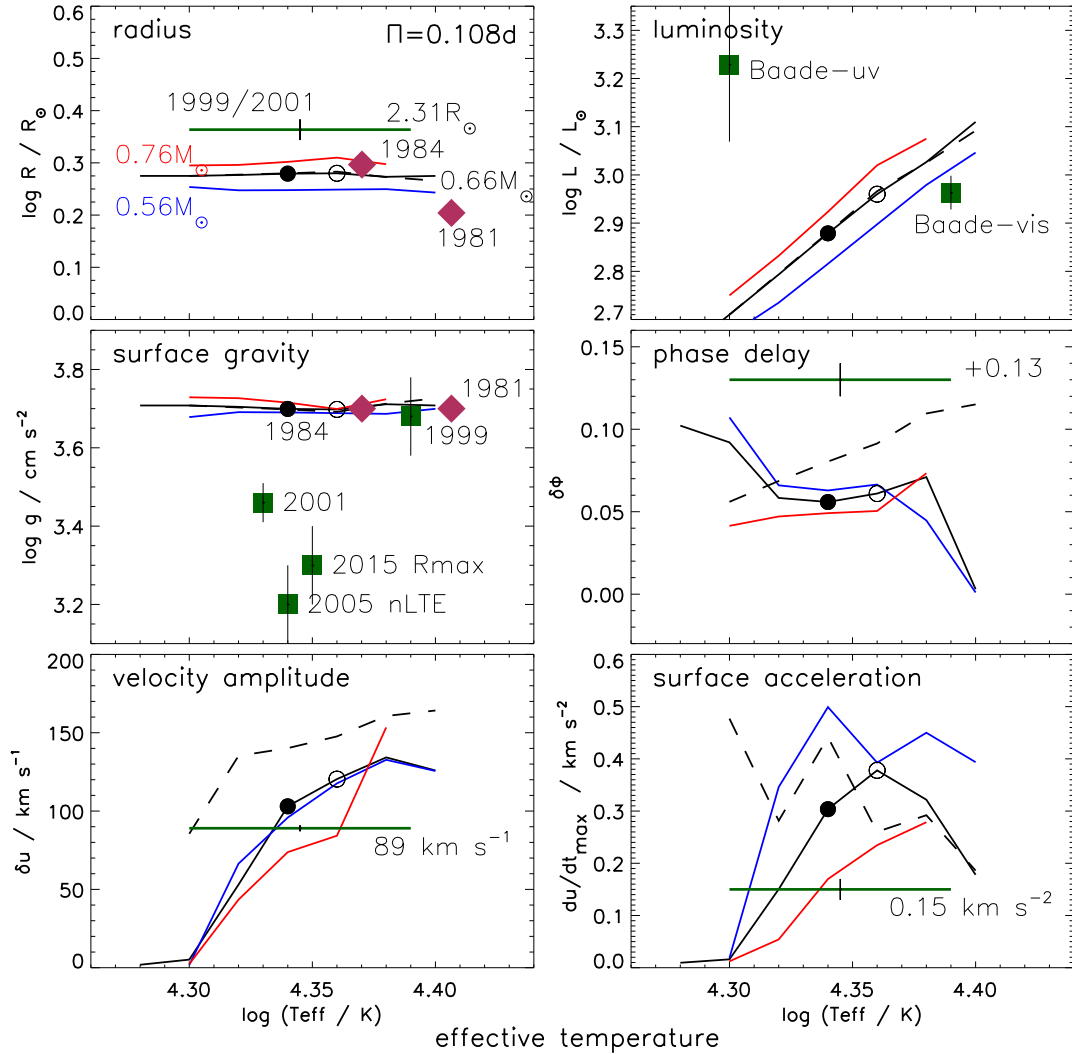 radius
Π=0.108d
1999/2001
2.31R⊙
1984
0.76M⊙
0.66M⊙
0.56M⊙
1981
log R / R⊙
0.6
0.5
0.4
0.3
0.2
0.1
0.0
luminosity
Baade-uv
Baade-vis
log L / L⊙
3.3
3.2
3.1
3.0
2.9
2.8
2.7
surface gravity
1981
1984
1999
2001
2015 Rmax
2005 nLTE
log g / cm s⁻²
3.8
3.6
3.4
3.2
phase delay
+0.13
δΦ
0.15
0.10
0.05
0.00
velocity amplitude
89 km s⁻¹
δu / km s⁻¹
200
150
100
50
0
4.30 4.35 4.40
log (Teff / K)
surface acceleration
0.15 km s⁻²
du/dtmax / km s⁻²
0.6
0.5
0.4
0.3
0.2
0.1
0.0
4.30 4.35 4.40
log (Teff / K)
effective temperature